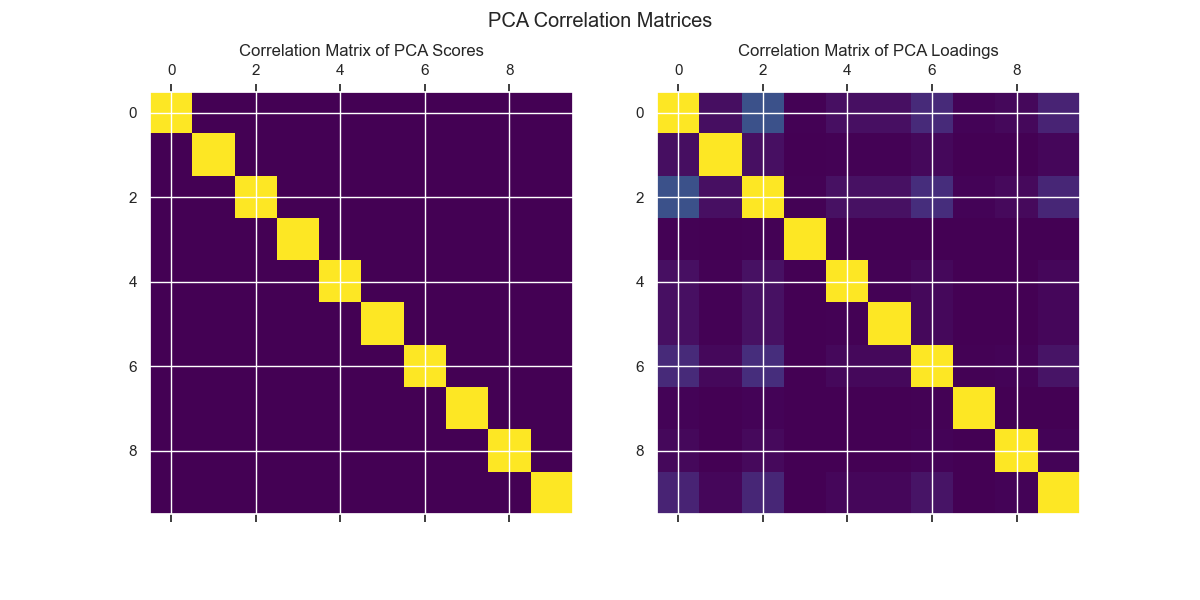 PCA Correlation Matrices
Correlation Matrix of PCA Scores
0 2 4 6 8
0
2
4
6
8
Correlation Matrix of PCA Loadings
0 2 4 6 8
0
2
4
6
8